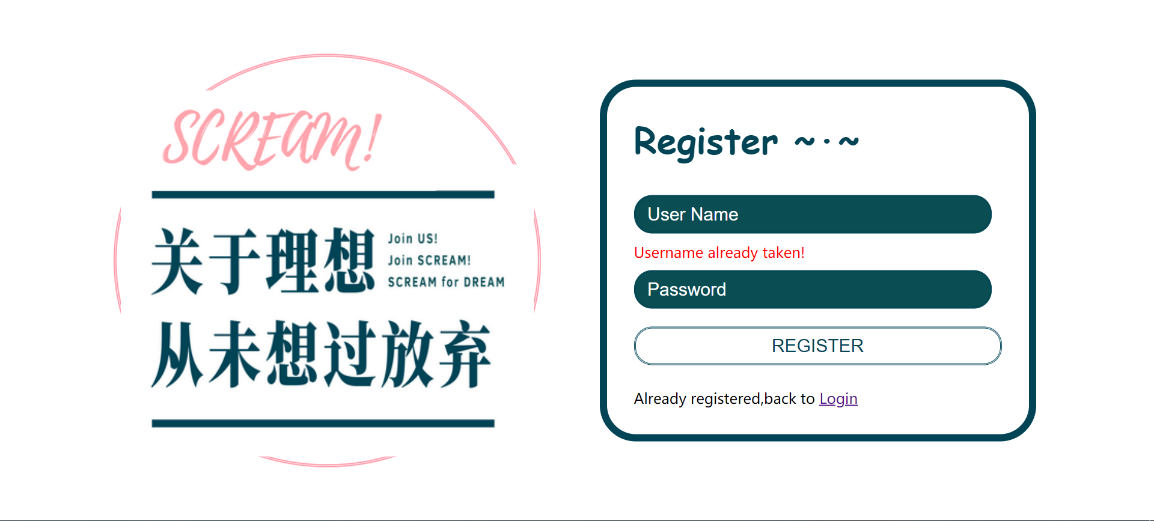 SCREAM!
关于理想
Join US!
Join SCREAM!
SCREAM for DREAM
从未想过放弃
Register ~·~
User Name
Username already taken!
Password
REGISTER
Already registered,back to Login